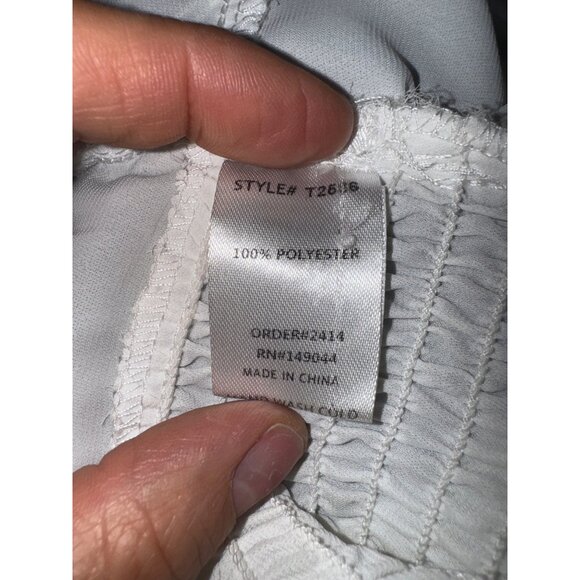 STYLE#
100% POLYESTER
ORDER#2414
RN#149044
MADE IN CHINA
WASH COLD